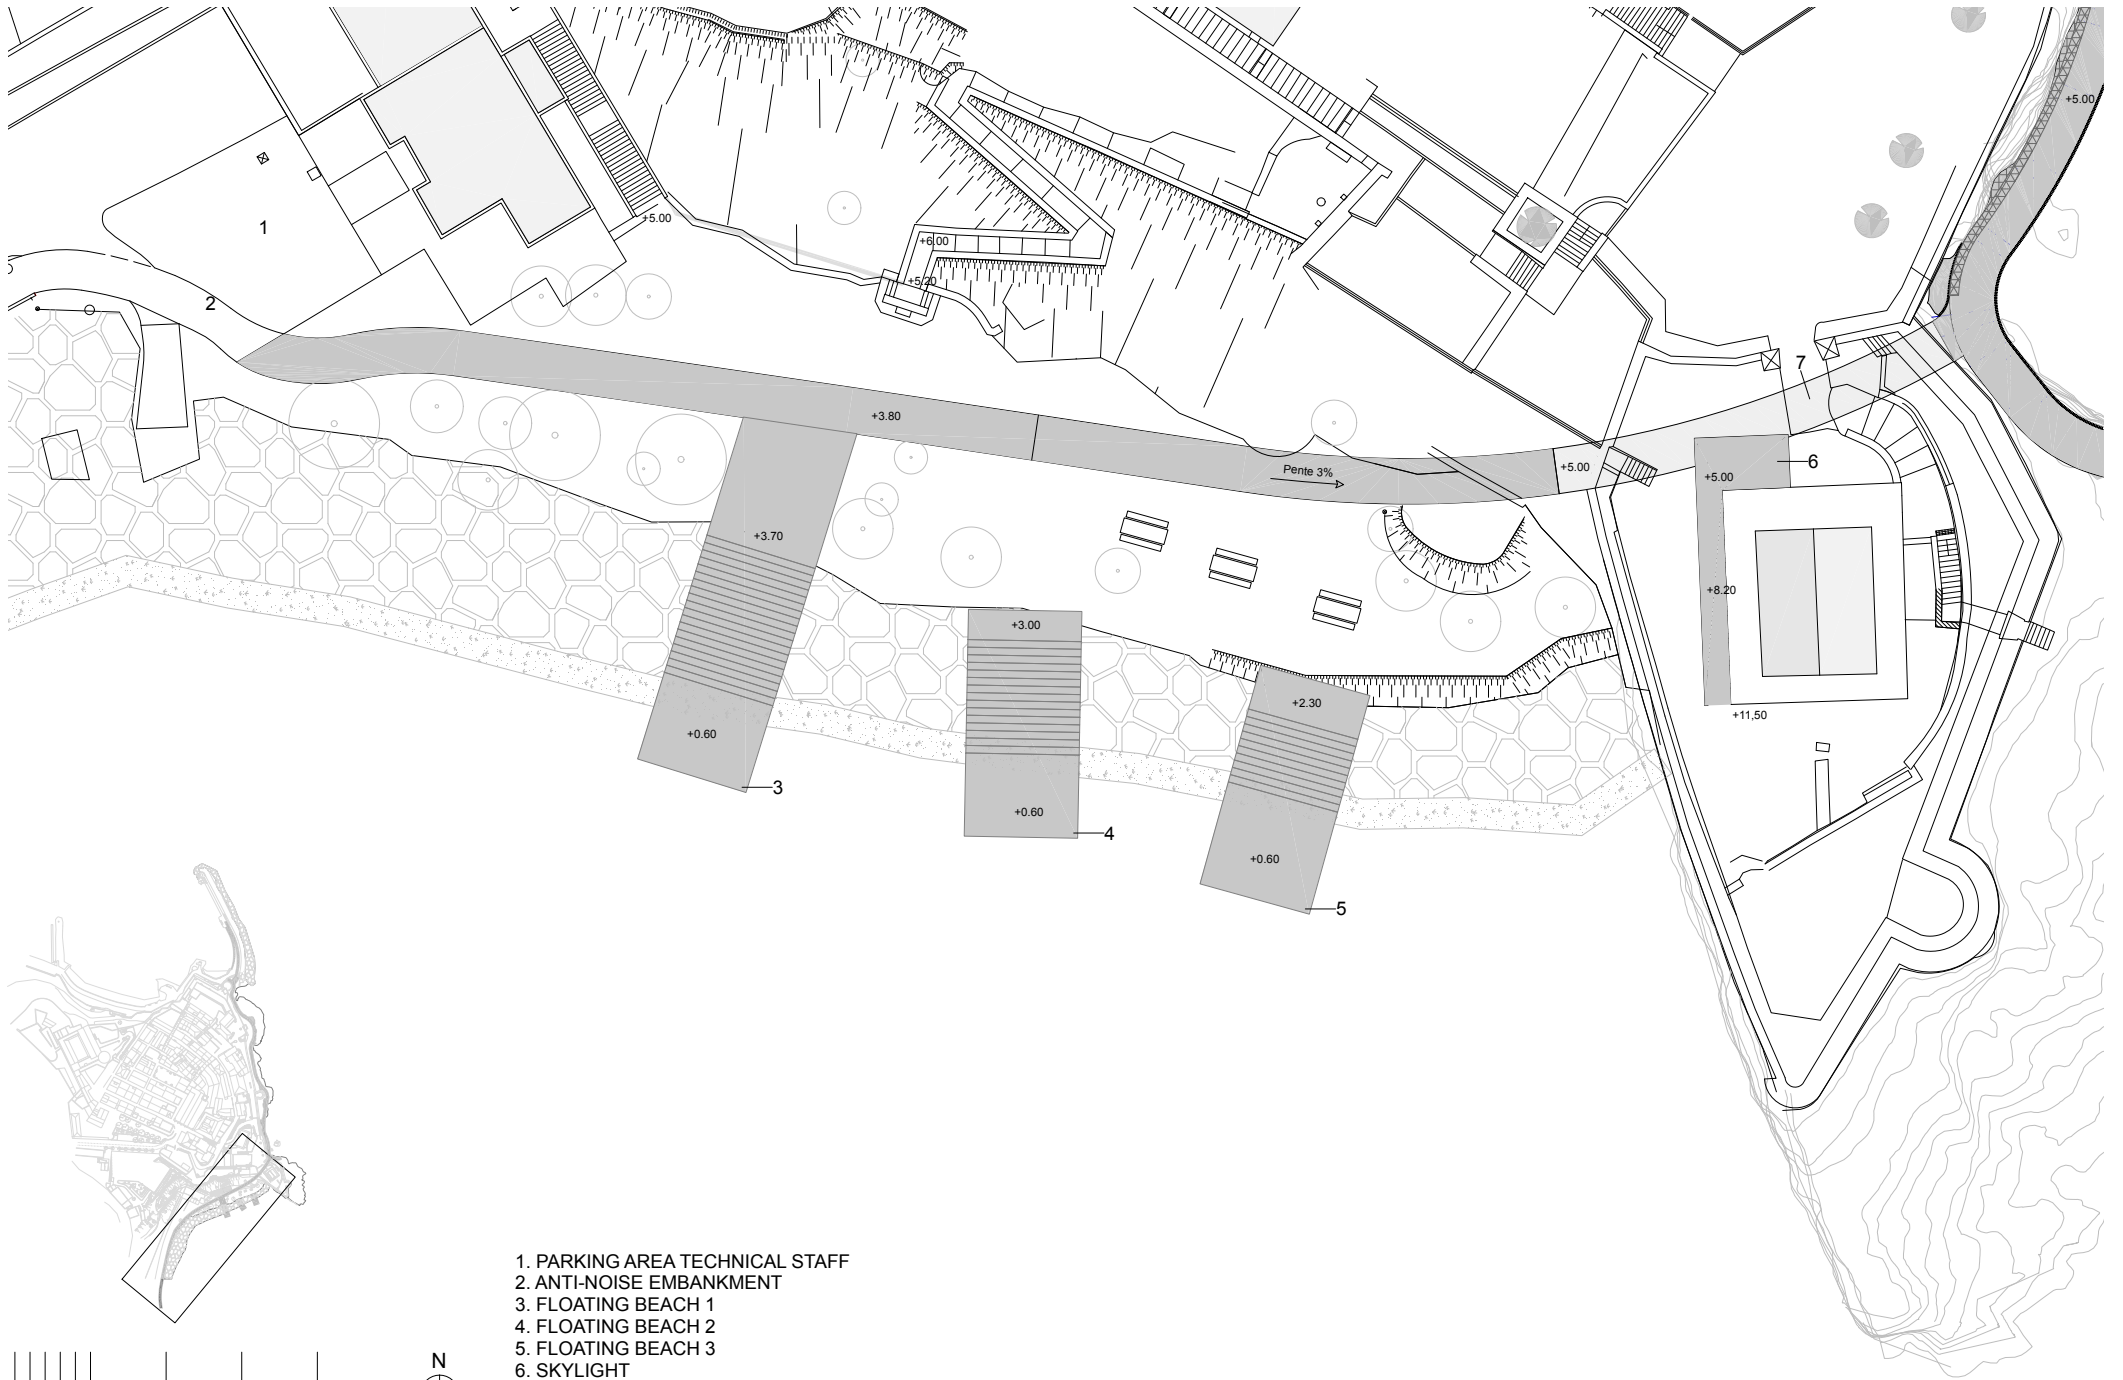 +5.00
1
+5.00
+6.00
+5.20
2
7
+3.80
Pente 3%
+5.00
6
+5.00
+3.70
+8.20
+3.00
+2.30
+11,50
+0.60
3
+0.60
4
+0.60
5
1. PARKING AREA TECHNICAL STAFF
2. ANTI-NOISE EMBANKMENT
3. FLOATING BEACH 1
4. FLOATING BEACH 2
5. FLOATING BEACH 3
N
6. SKYLIGHT